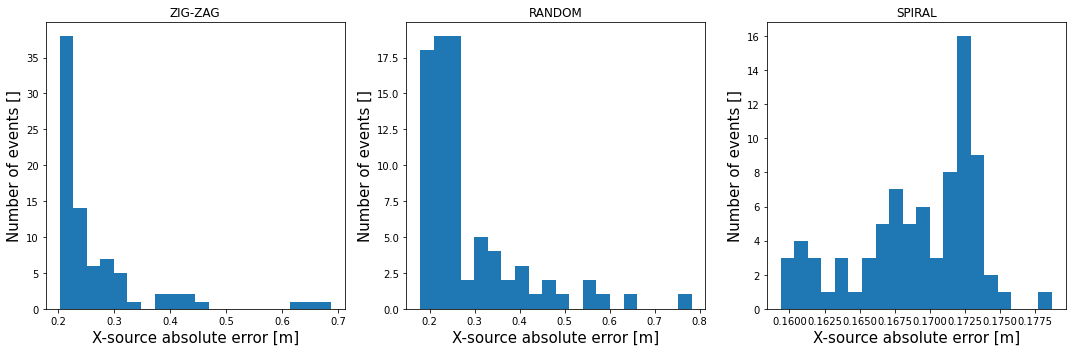 ZIG-ZAG
Number of events []
35
30
25
20
15
10
5
0
0.2 0.3 0.4 0.5 0.6 0.7
X-source absolute error [m]
RANDOM
Number of events []
17.5
15.0
12.5
10.0
7.5
5.0
2.5
0.0
0.2 0.3 0.4 0.5 0.6 0.7 0.8
X-source absolute error [m]
SPIRAL
Number of events []
16
14
12
10
8
6
4
2
0
0.1600 0.1625 0.1650 0.1675 0.1700 0.1725 0.1750 0.1775
X-source absolute error [m]